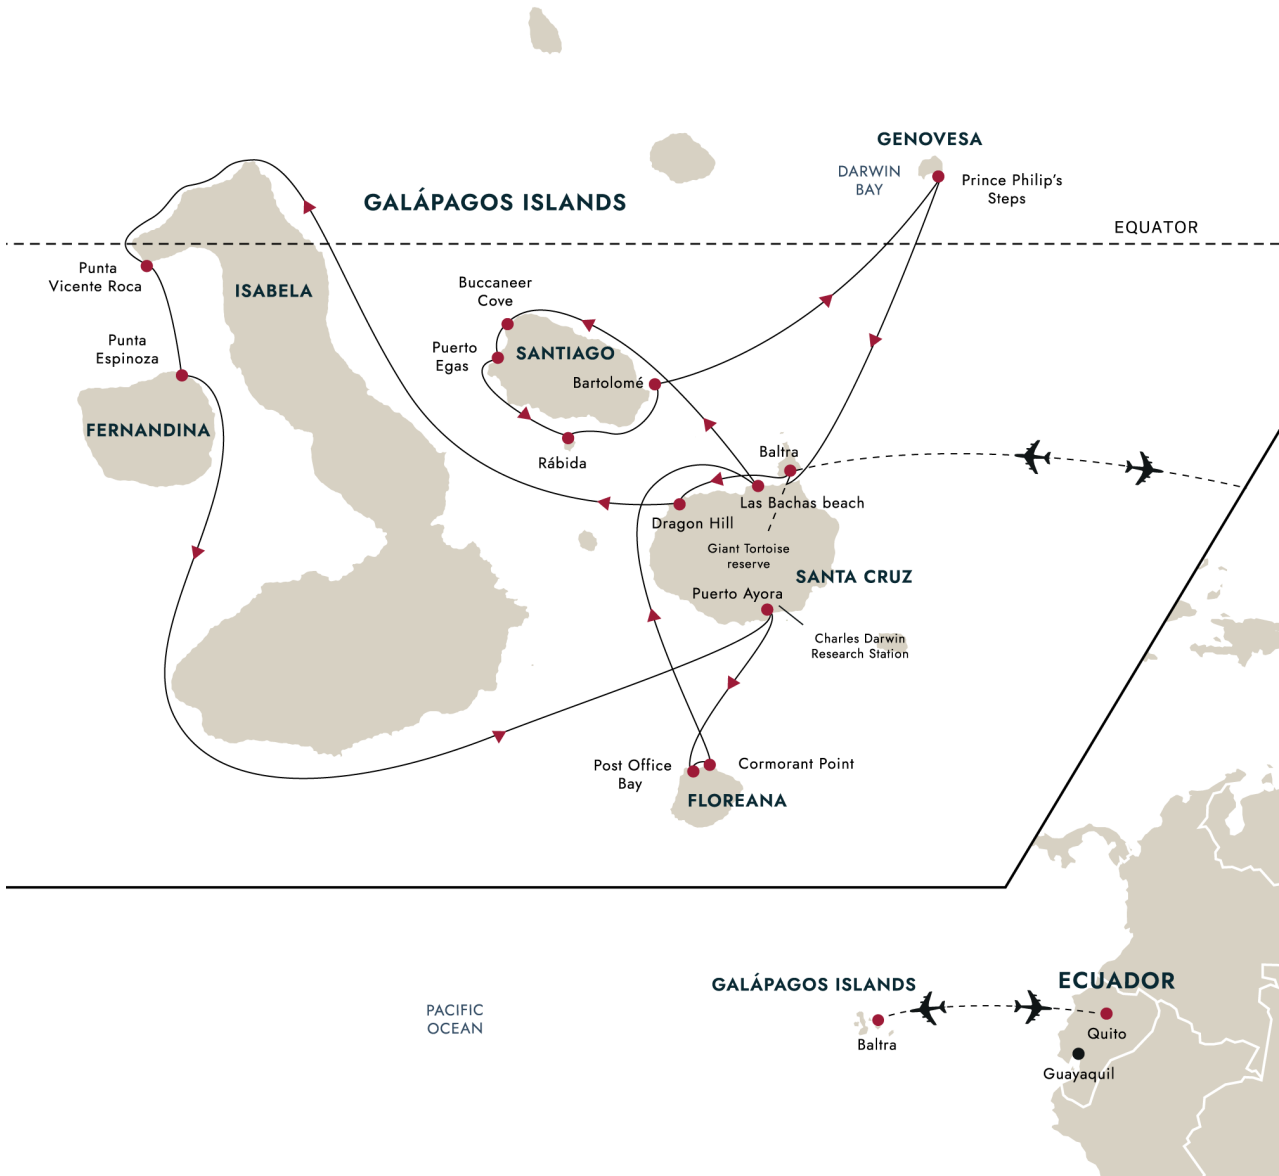 GENOVESA
DARWIN
BAY
Prince Philip's
Steps
GALÁPAGOS ISLANDS
EQUATOR
Punta
Vicente Roca
ISABELA
Buccaneer
Cove
Punta
Espinoza
Puerto
Egas
SANTIAGO
Bartolomé
FERNANDINA
Rábida
Baltra
Las Bachas beach
Dragon Hill
Giant Tortoise
reserve
SANTA CRUZ
Puerto Ayora
Charles Darwin
Research Station
Post Office
Bay
Cormorant Point
FLOREANA
GALÁPAGOS ISLANDS
ECUADOR
PACIFIC
OCEAN
Baltra
Quito
Guayaquil